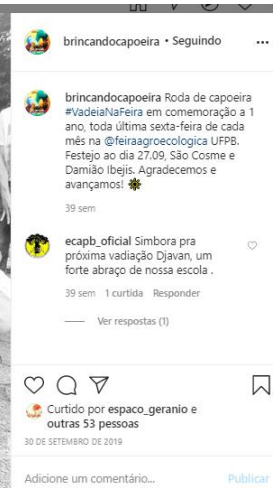 brincandocapoeira • Seguindo
brincandocapoeira Roda de capoeira
#VadeiaNaFeira em comemoração a 1
ano, toda última sexta-feira de cada
mês na @feiraagroecologica UFPB.
Festejo ao dia 27.09, São Cosme e
Damião Ibejis. Agradecemos e
avançamos!
39 sem
ecapb_oficial Simbora pra
próxima vadiação Djavan, um
forte abraço de nossa escola .
39 sem 1 curtida Responder
Ver respostas (1)
Curtido por espaco_geranio e
outras 53 pessoas
30 DE SETEMBRO DE 2019
Adicione um comentário...
Publicar